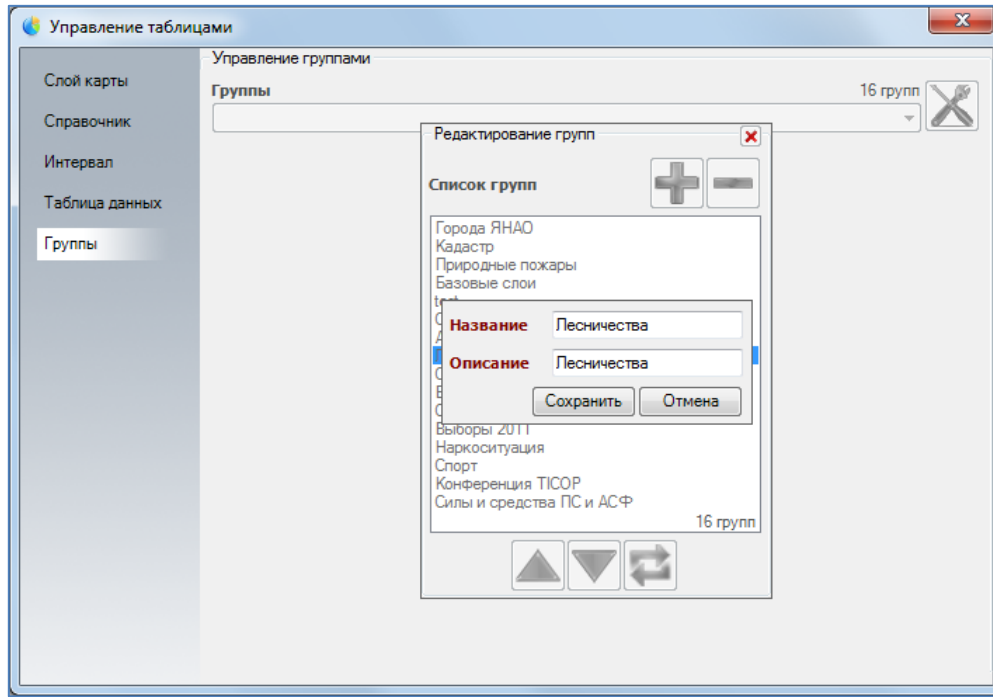 Управление таблицами
Слой карты
Справочник
Интервал
Таблица данных
Группы
Управление группами
Группы
16 групп
Редактирование групп
Список групп
Города ЯНАО
Кадастр
Природные пожары
Базовые слои
Название
Лесничества
Описание
Лесничества
Сохранить
Отмена
Выборы 2011
Наркоситуация
Спорт
Конференция TICOP
Силы и средства ПС и АСФ
16 групп